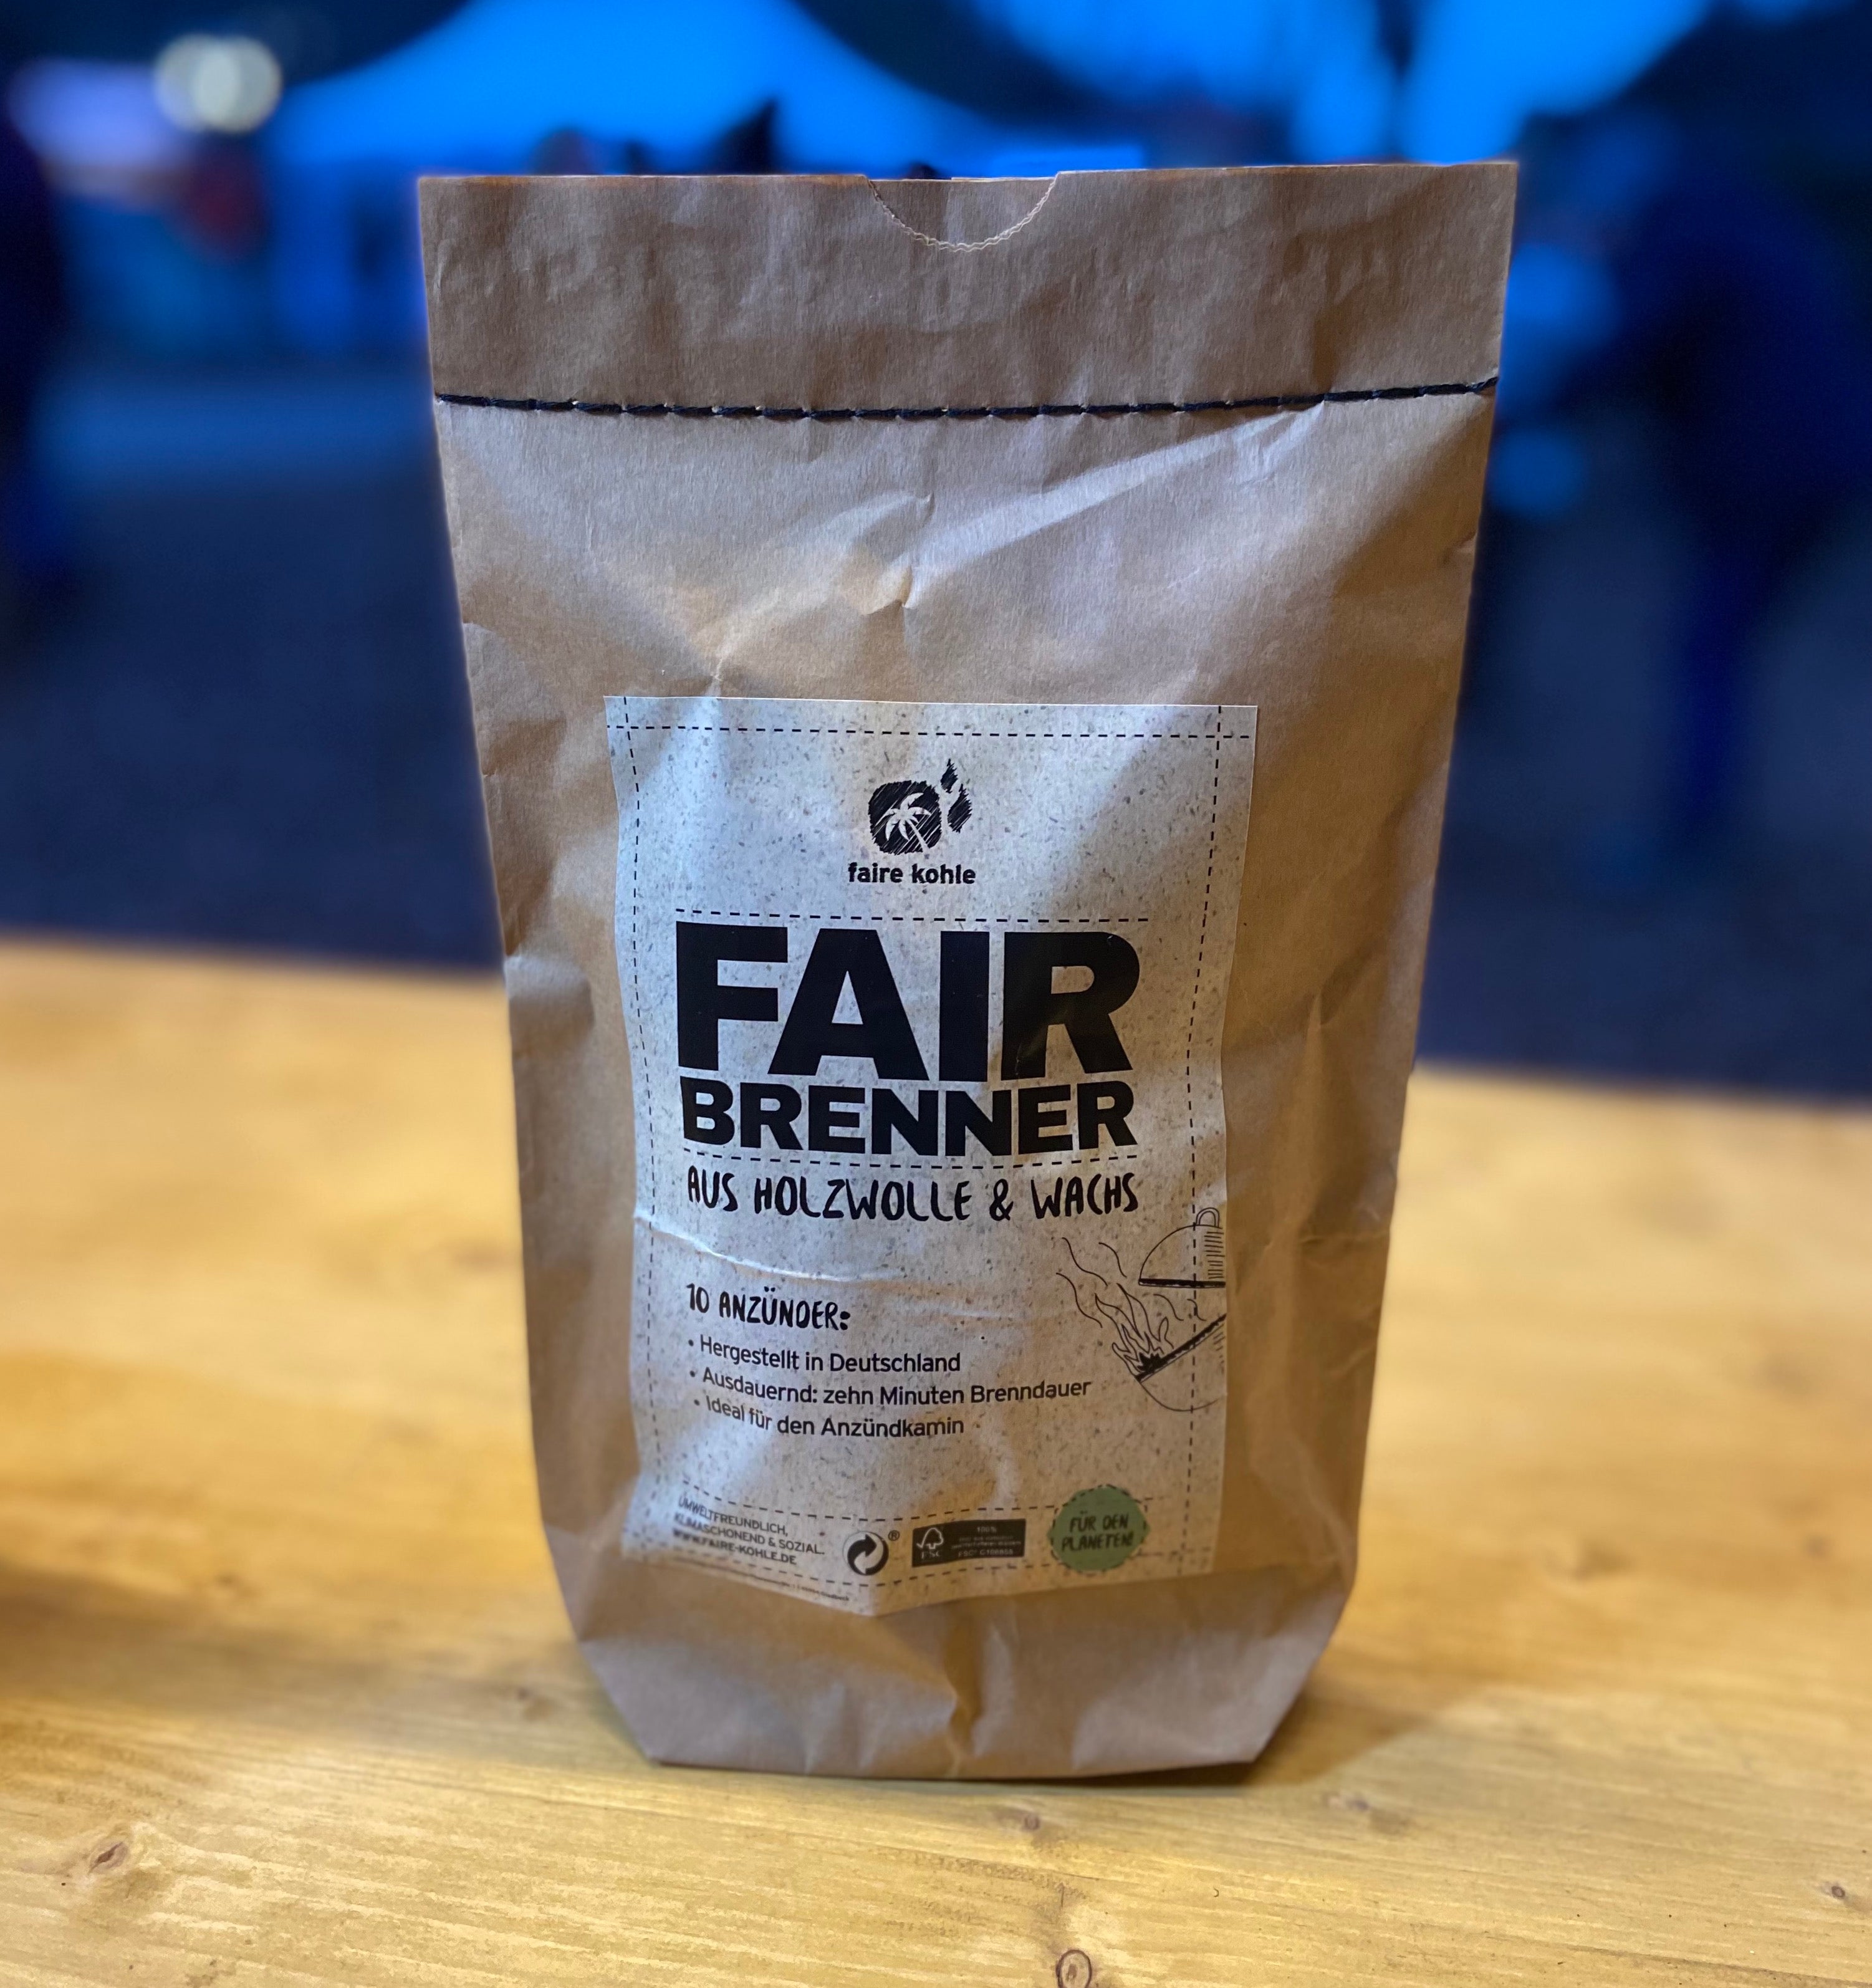 faire kohle
FAIR
BRENNER
AUS HOLZWOLLE & WACHS
10 ANZÜNDER:
• Hergestellt in Deutschland
• Ausdauernd: zehn Minuten Brenndauer
• Ideal für den Anzündkamin
UMWELTFREUNDLICH,
KLIMASCHONEND & SOZIAL.
WWW.FAIRE-KOHLE.DE
®
FSC
100%
FÜR DEN
PLANETEN!